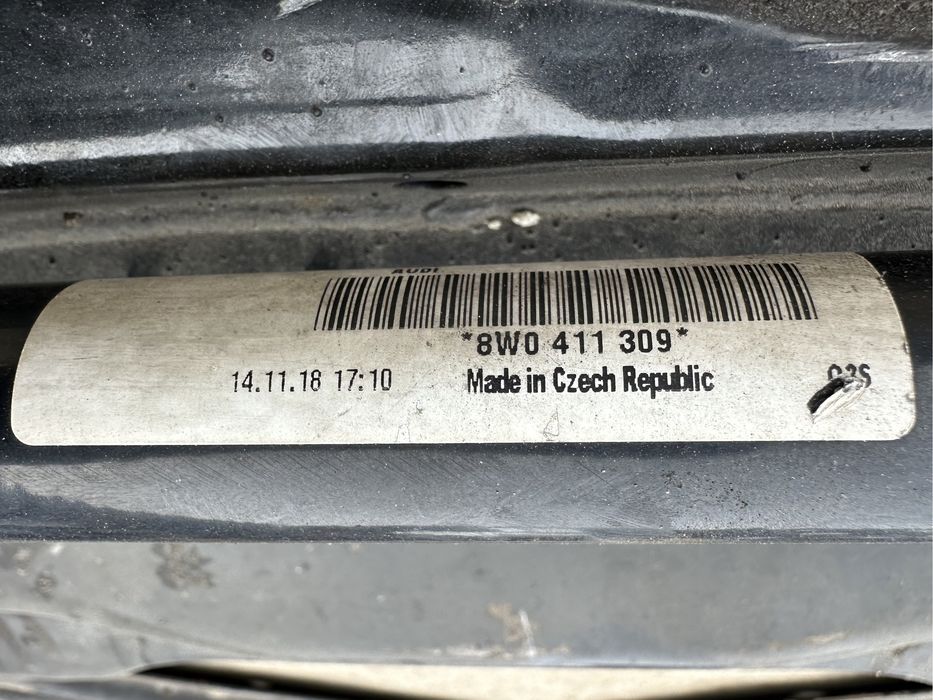 AUDI
*8W0 411 309*
14.11.18 17:10 Made in Czech Republic